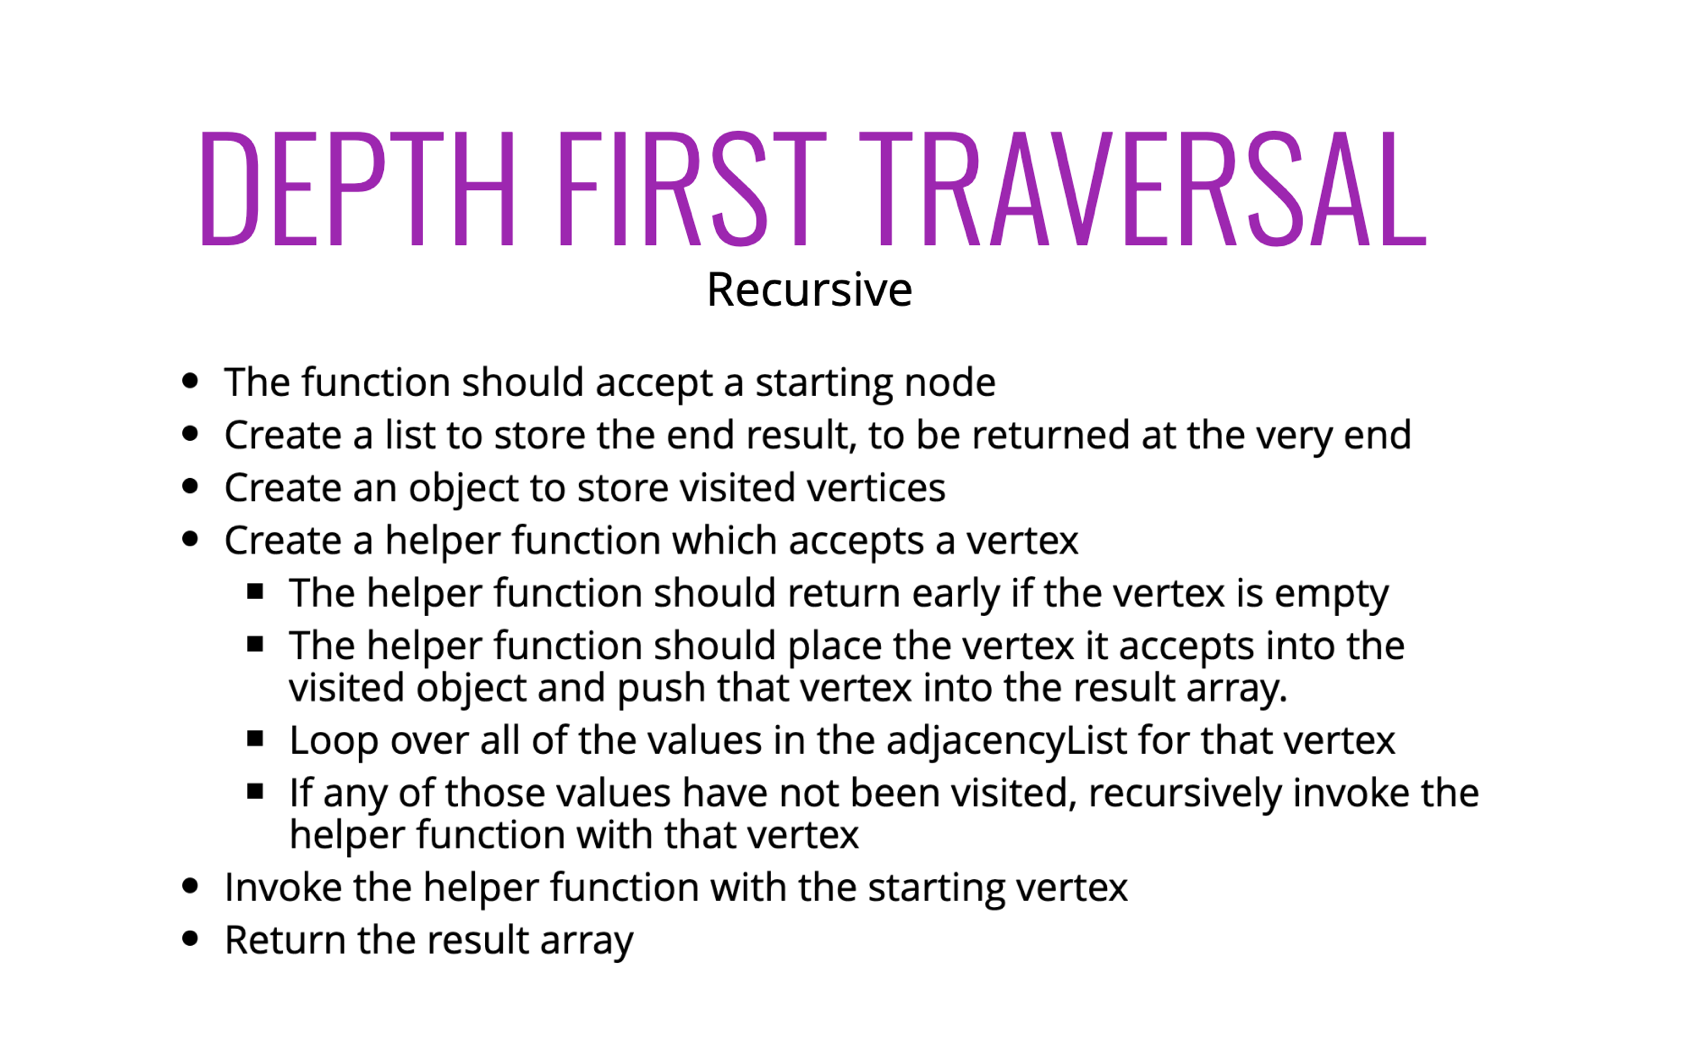 DEPTH FIRST TRAVERSAL
Recursive
The function should accept a starting node
Create a list to store the end result, to be returned at the very end
Create an object to store visited vertices
Create a helper function which accepts a vertex
The helper function should return early if the vertex is empty
The helper function should place the vertex it accepts into the
visited object and push that vertex into the result array.
Loop over all of the values in the adjacencyList for that vertex
If any of those values have not been visited, recursively invoke the
helper function with that vertex
Invoke the helper function with the starting vertex
Return the result array